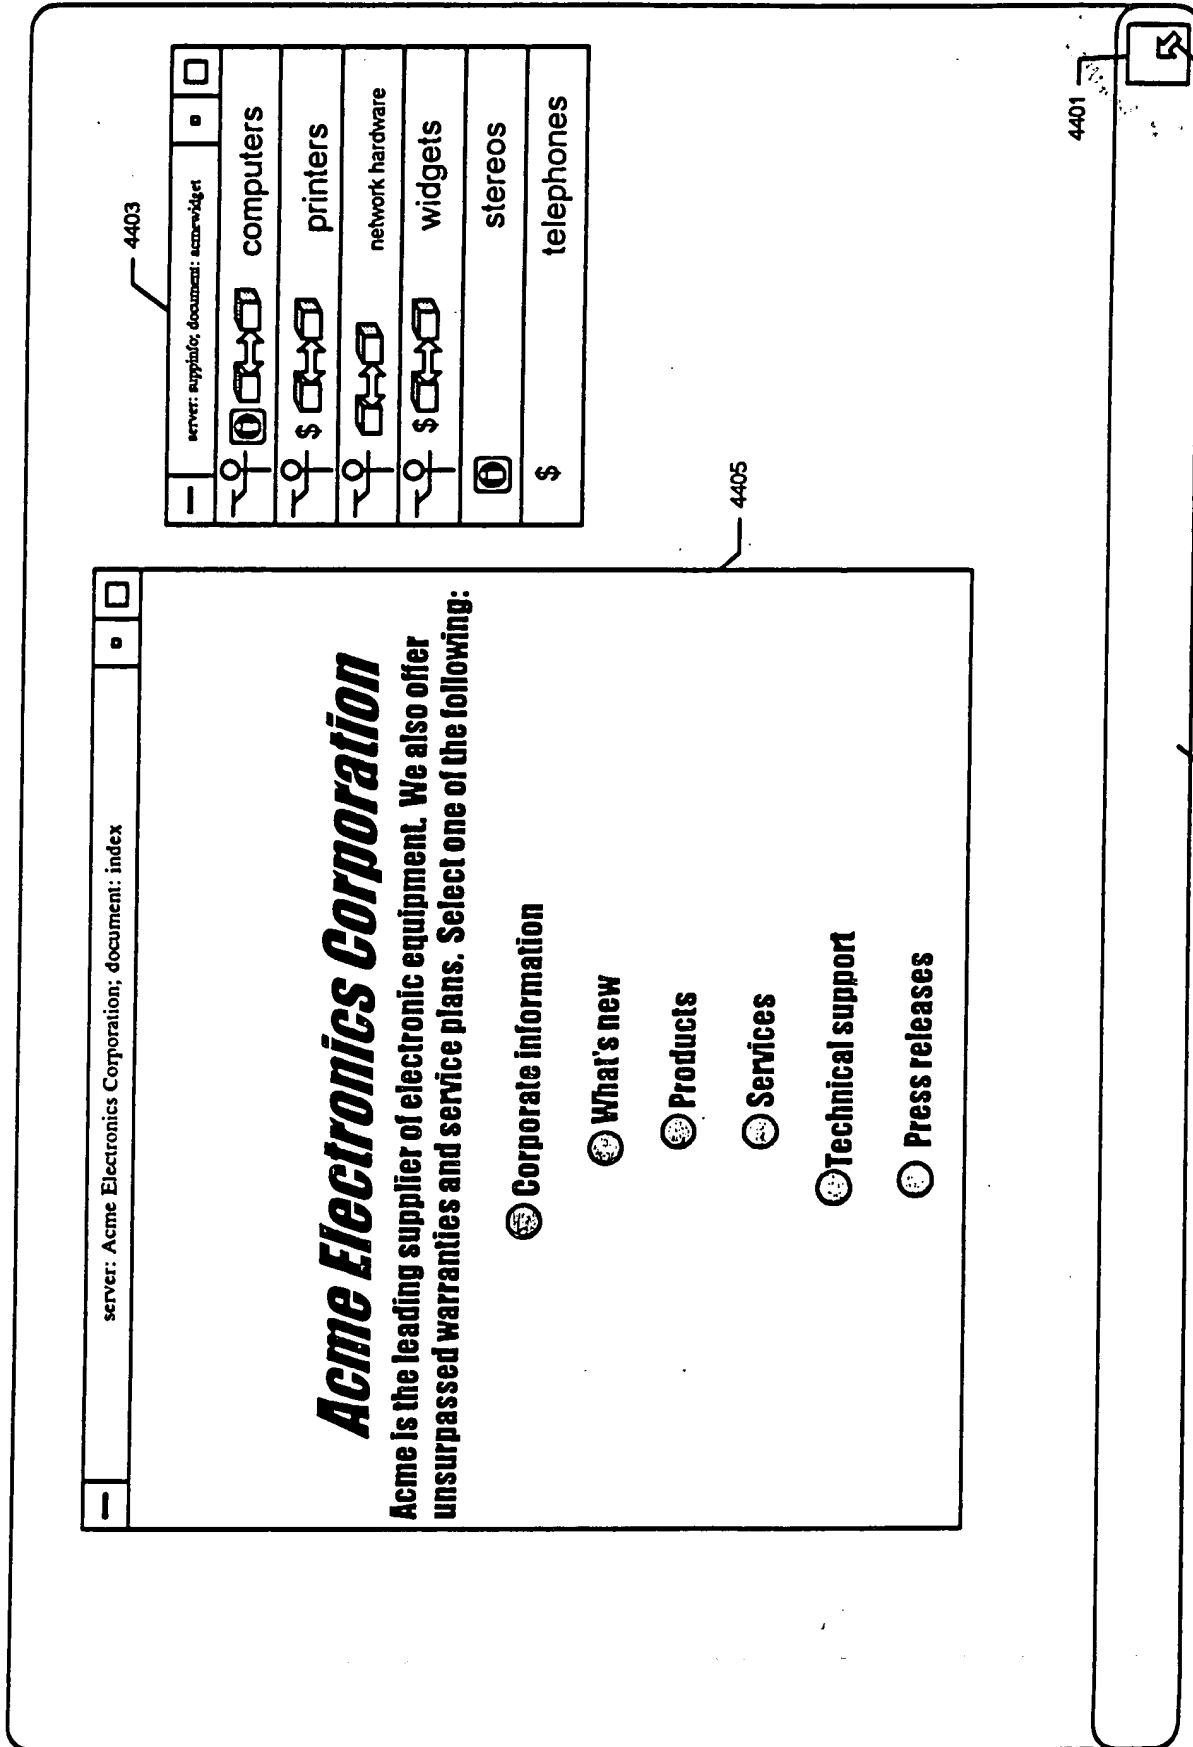 server: Acme Electronics Corporation; document: index
Acme Electronics Corporation
Acme is the leading supplier of electronic equipment. We also offer
unsurpassed warranties and service plans. Select one of the following:
Corporate information
What's new
Products
Services
Technical support
Press releases
4405
4403
server: suppinfo; document: acmewidget
computers
$ printers
network hardware
$ widgets
stereos
$ telephones
4401